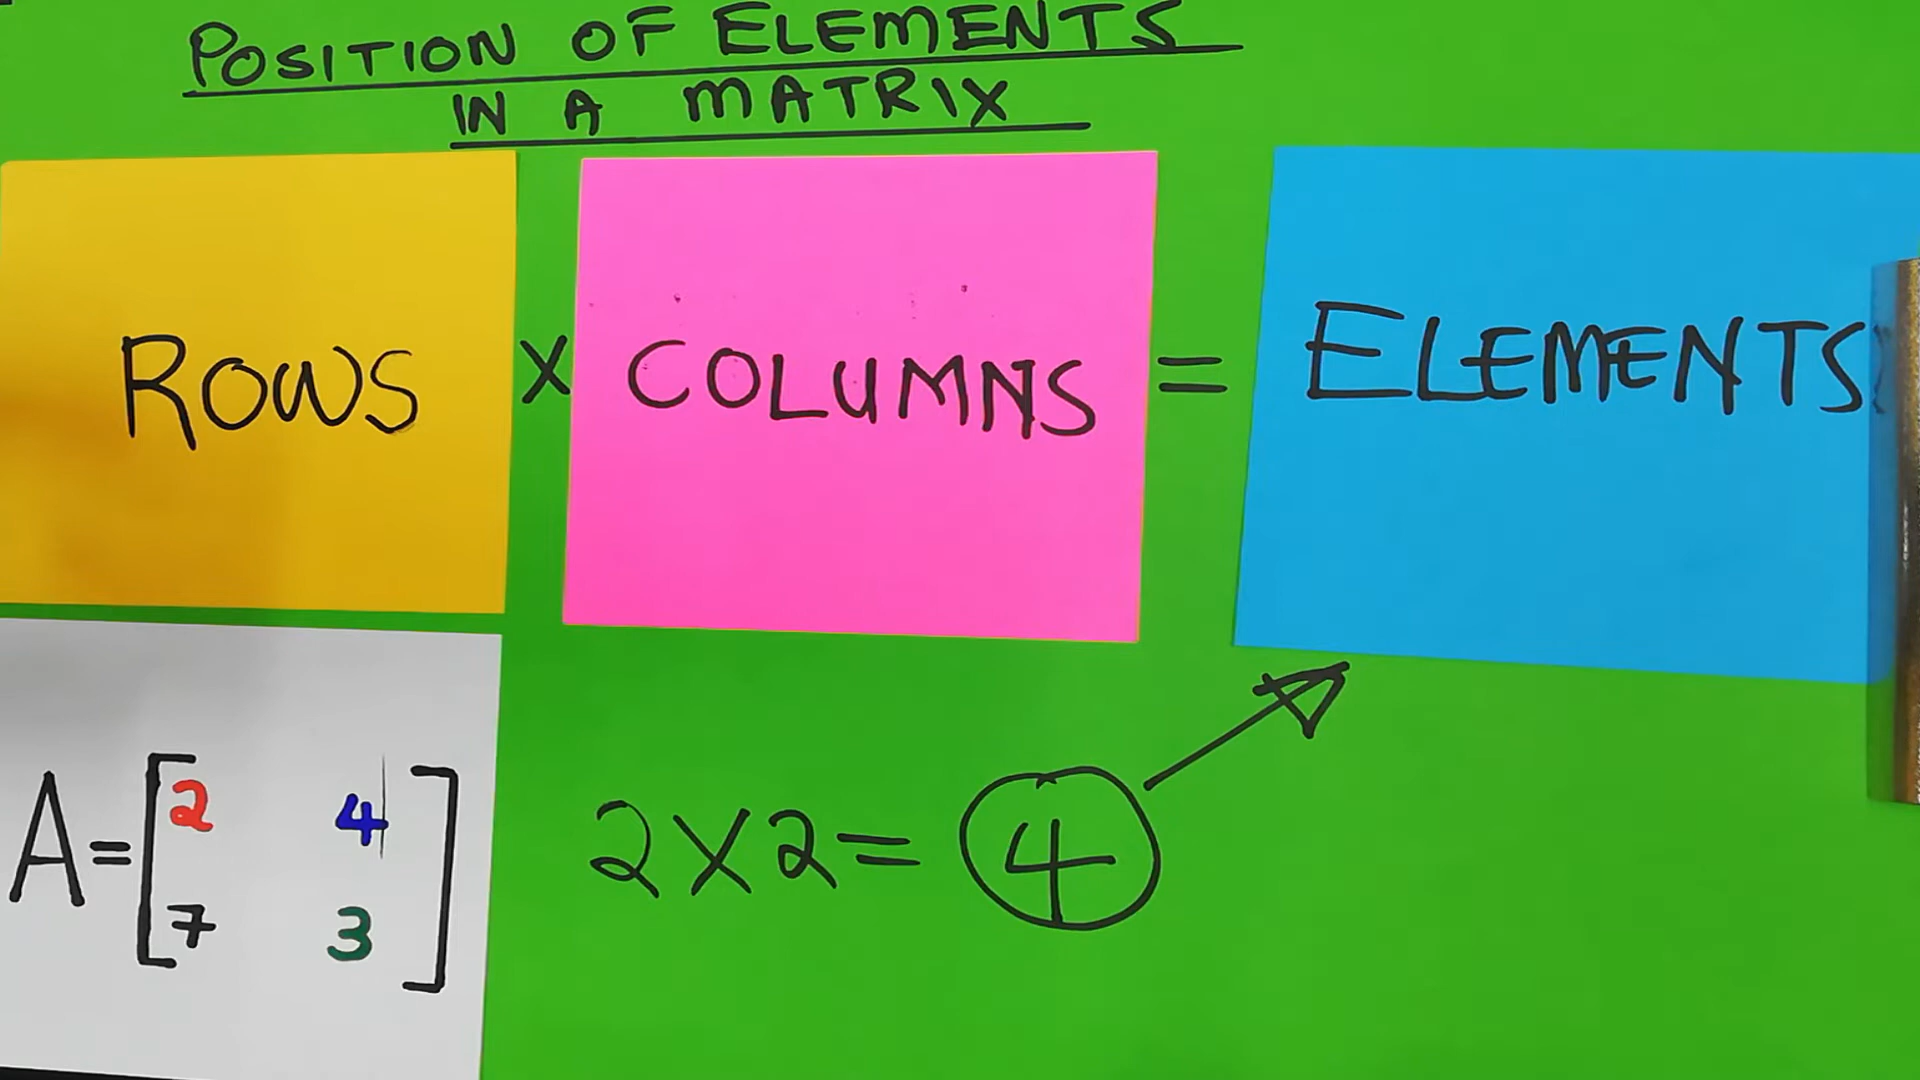 POSITION OF ELEMENTS
IN A MATRIX
ROWS X COLUMNS = ELEMENTS
A = [2 4
7 3]
2X2 = 4